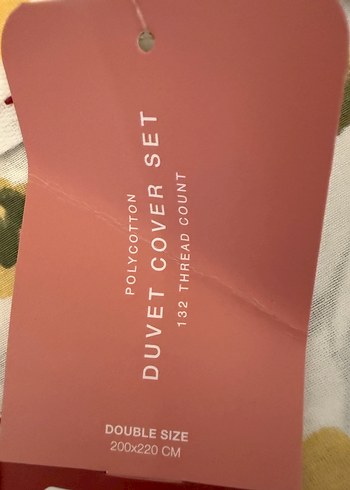 POLYCOTTON
DUVET COVER SET
132 THREAD COUNT
DOUBLE SIZE
200x220 CM